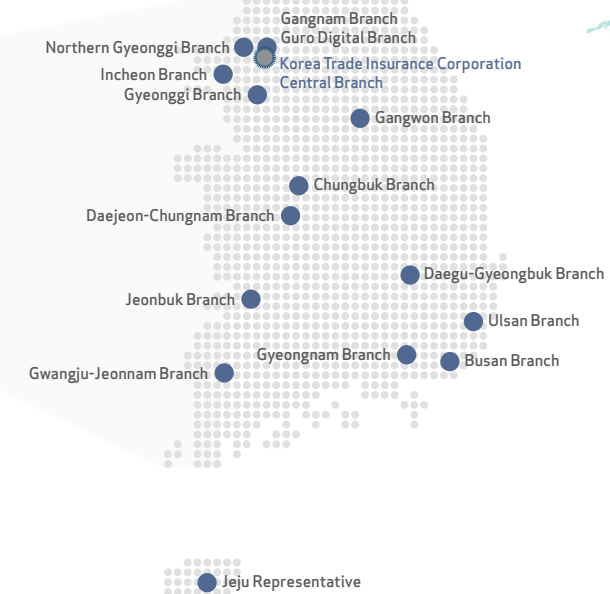 Gangnam Branch
Guro Digital Branch
Northern Gyeonggi Branch
Korea Trade Insurance Corporation
Central Branch
Incheon Branch
Gyeonggi Branch
Gangwon Branch
Chungbuk Branch
Daejeon-Chungnam Branch
Daegu-Gyeongbuk Branch
Jeonbuk Branch
Ulsan Branch
Gyeongnam Branch
Busan Branch
Gwangju-Jeonnam Branch
Jeju Representative